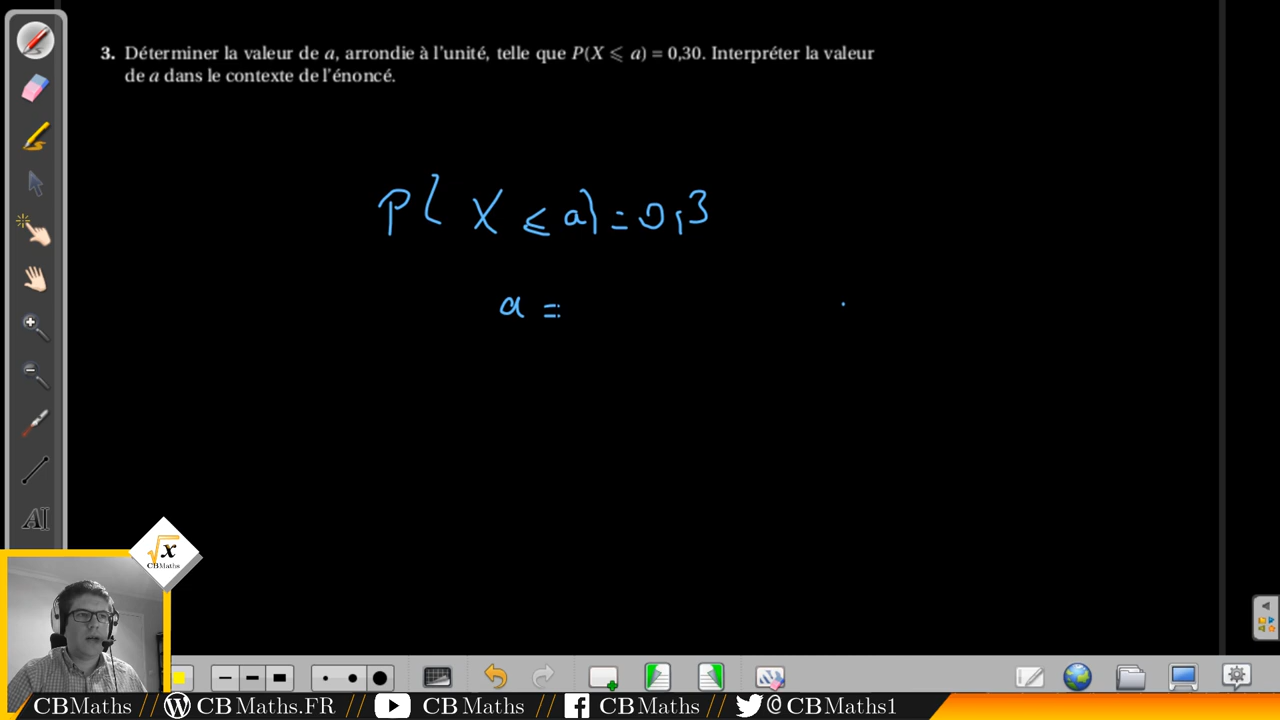 3. Déterminer la valeur de a, arrondie à l'unité, telle que P(X ⩽ a) = 0,30. Interpréter la valeur
de a dans le contexte de l'énoncé.
P( X ⩽ a) = 0,3
a =
AI
√x
CBMaths
CBMaths // CBMaths.FR // CBMaths // CBMaths // @CBMaths1